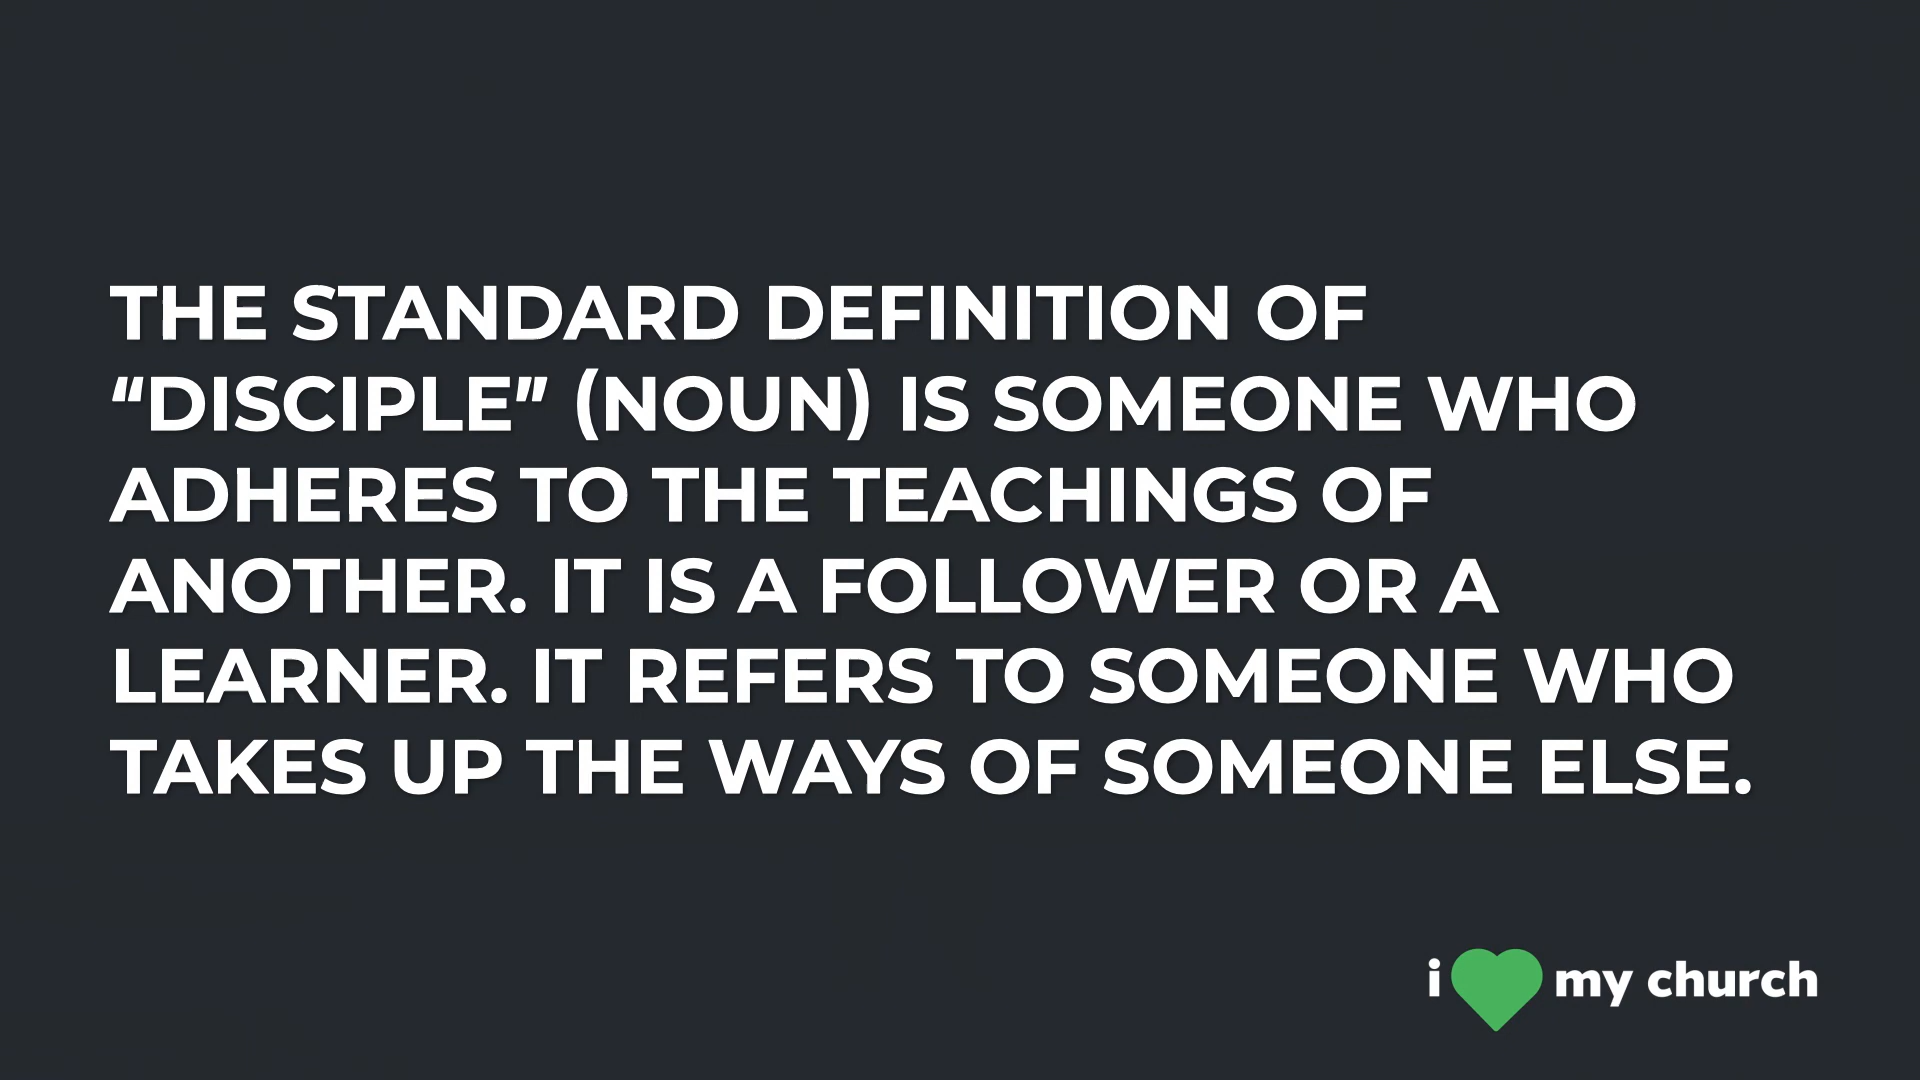 THE STANDARD DEFINITION OF
“DISCIPLE” (NOUN) IS SOMEONE WHO
ADHERES TO THE TEACHINGS OF
ANOTHER. IT IS A FOLLOWER OR A
LEARNER. IT REFERS TO SOMEONE WHO
TAKES UP THE WAYS OF SOMEONE ELSE.
i my church